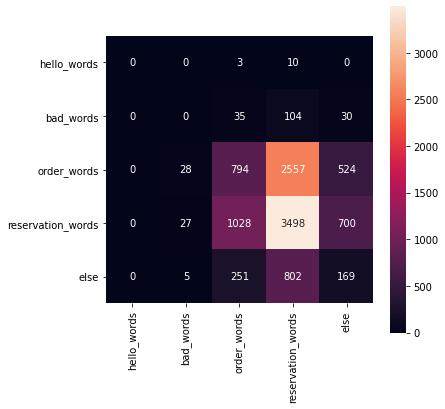 hello_words 0 0 3 10 0
bad_words 0 0 35 104 30
order_words 0 28 794 2557 524
reservation_words 0 27 1028 3498 700
else 0 5 251 802 169
hello_words
bad_words
order_words
reservation_words
else
3000
2500
2000
1500
1000
500
0